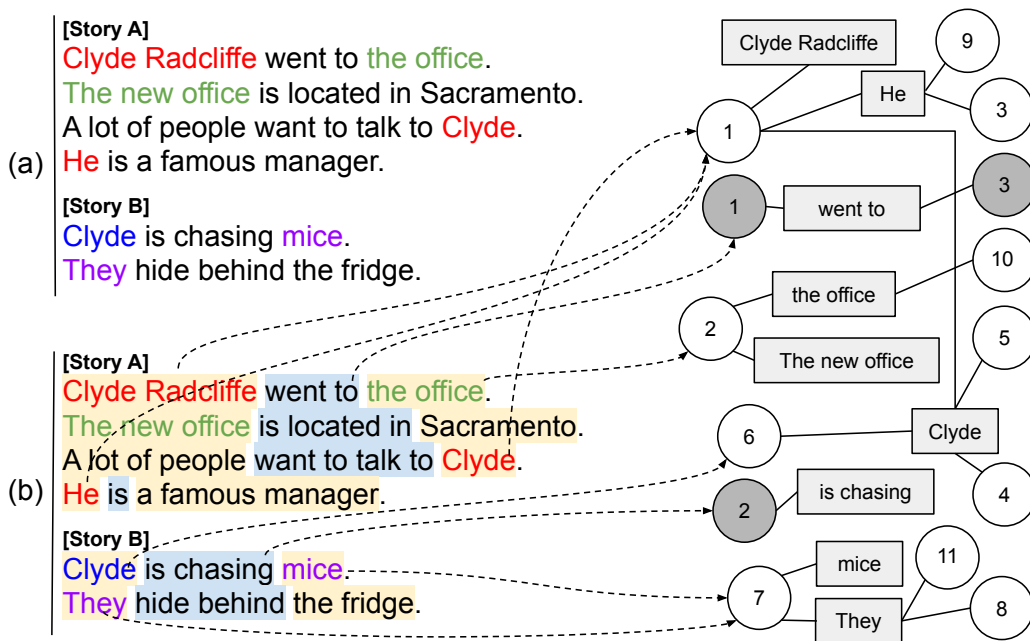 [Story A]
Clyde Radcliffe went to the office.
The new office is located in Sacramento.
A lot of people want to talk to Clyde.
He is a famous manager.
(a)
[Story B]
Clyde is chasing mice.
They hide behind the fridge.
[Story A]
Clyde Radcliffe went to the office.
The new office is located in Sacramento.
A lot of people want to talk to Clyde.
He is a famous manager.
(b)
[Story B]
Clyde is chasing mice.
They hide behind the fridge.
Clyde Radcliffe
9
He
3
1
1
went to
3
10
the office
2
The new office
5
6
Clyde
is chasing
2
4
mice
11
7
They
8